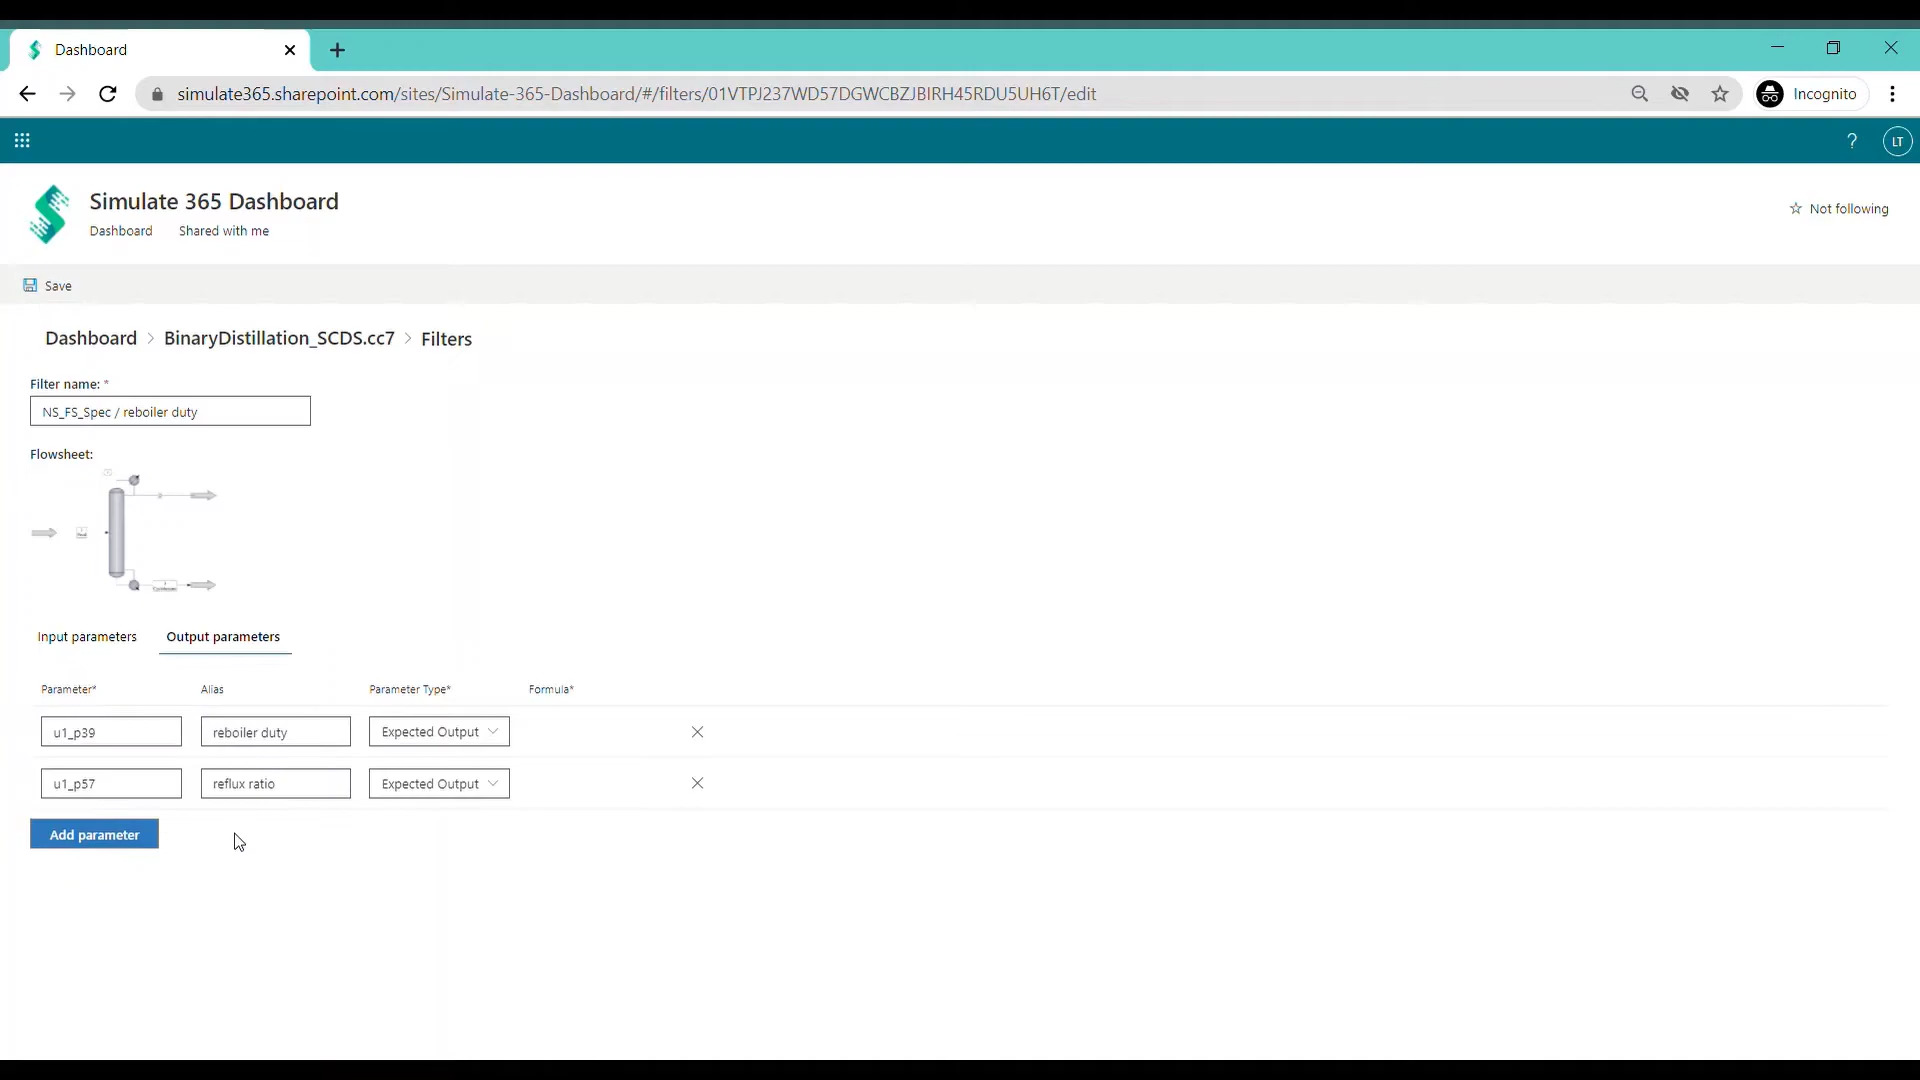 Dashboard
simulate365.sharepoint.com/sites/Simulate-365-Dashboard/#/filters/01VTPJ237WD57DGWCBZJBIRH45RDU5UH6T/edit
Incognito
?
LT
Simulate 365 Dashboard
Dashboard Shared with me
Not following
Save
Dashboard > BinaryDistillation_SCDS.cc7 > Filters
Filter name: *
NS_FS_Spec / reboiler duty
Flowsheet:
Input parameters Output parameters
Parameter* Alias Parameter Type* Formula*
u1_p39 reboiler duty Expected Output
u1_p57 reflux ratio Expected Output
Add parameter